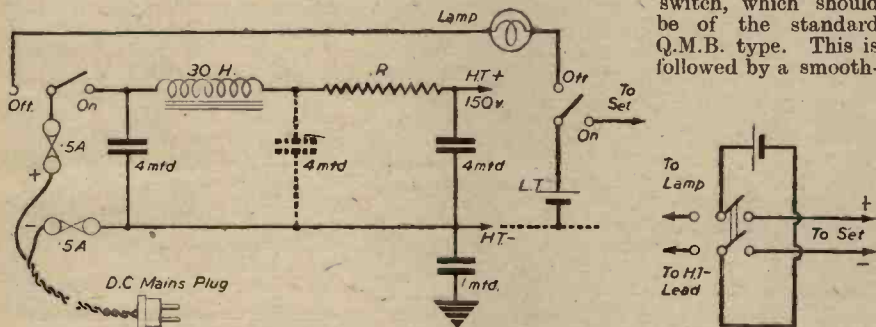 switch, which should
be of the standard
Q.M.B. type. This is
followed by a smooth-
Lamp
Off.
On
30 H.
R
HT+
150v.
Off
To
Set
On
.5A
4 mfd
4 mfd
4 mfd
L.T
+
-
.5A
HT-
1 mfd.
D.C Mains Plug
To
Lamp
To H.T-
Lead
+
To Set
-